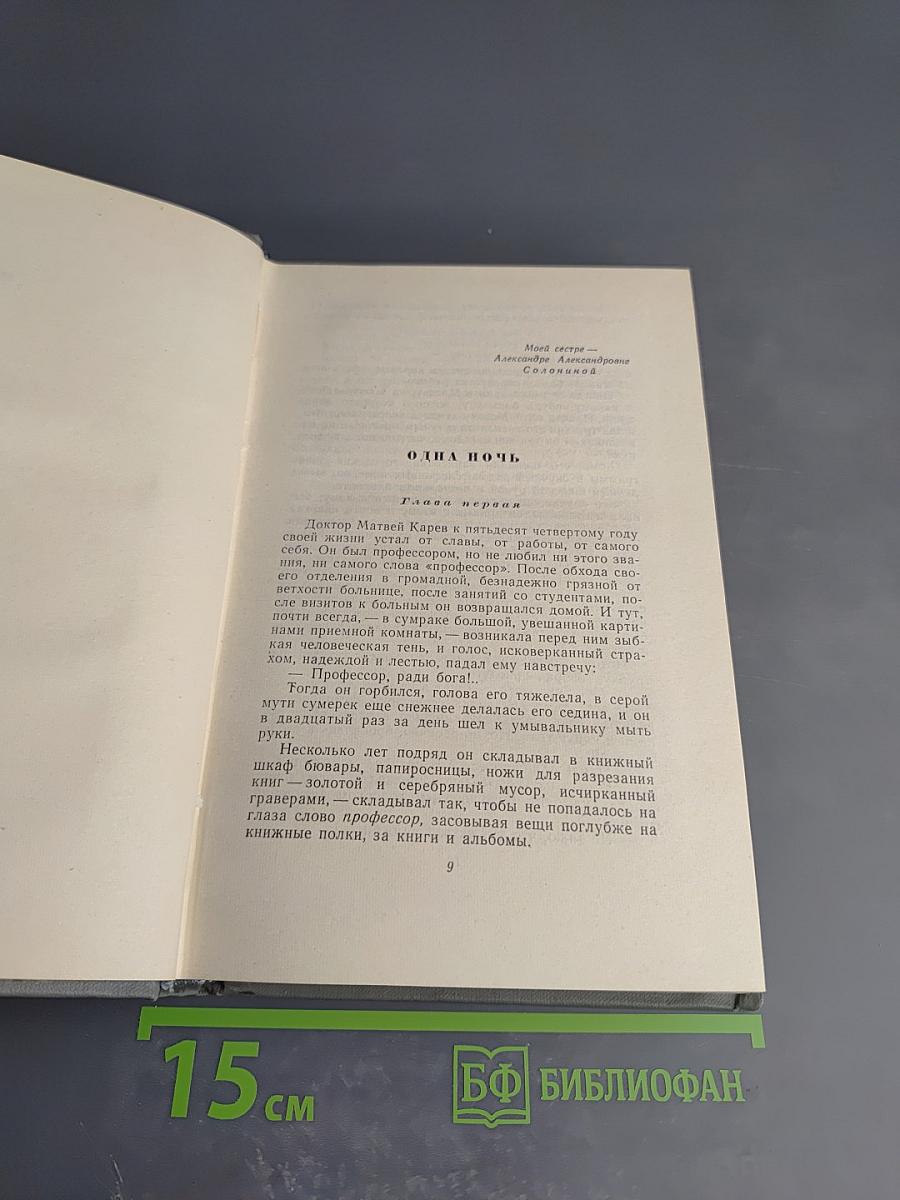 Моей сестре —
Александре Александровне
Солониной
ОДНА НОЧЬ
Глава первая
Доктор Матвей Карев к пятьдесят четвертому году
своей жизни устал от славы, от работы, от самого
себя. Он был профессором, но не любил ни этого зва-
ния, ни самого слова «профессор». После обхода сво-
его отделения в громадной, безнадежно грязной от
ветхости больнице, после занятий со студентами, по-
сле визитов к больным он возвращался домой. И тут,
почти всегда, — в сумраке большой, увешанной карти-
нами приемной комнаты, — возникала перед ним зыб-
кая человеческая тень, и голос, исковерканный стра-
хом, надеждой и лестью, падал ему навстречу:
— Профессор, ради бога!..
Тогда он горбился, голова его тяжелела, в серой
мути сумерек еще снежнее делалась его седина, и он
в двадцатый раз за день шел к умывальнику мыть
руки.
Несколько лет подряд он складывал в книжный
шкаф бювары, папиросницы, ножи для разрезания
книг — золотой и серебряный мусор, исчирканный
граверами, — складывал так, чтобы не попадалось на
глаза слово профессор, засовывая вещи поглубже на
книжные полки, за книги и альбомы.
9
15 см
БФ БИБЛИОФАН